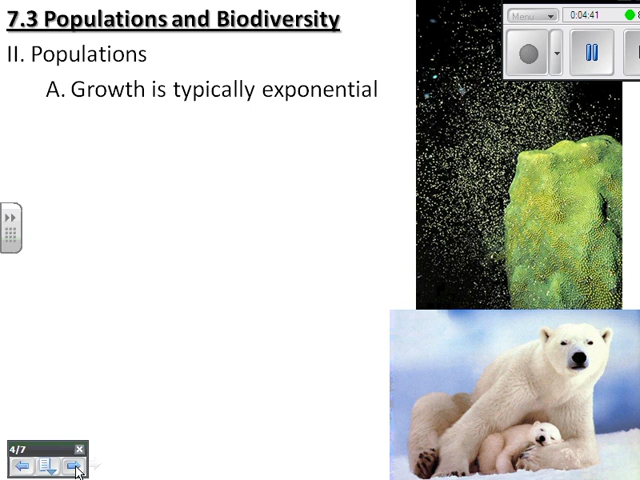 7.3 Populations and Biodiversity
Menu
0:04:41
II. Populations
A. Growth is typically exponential
4/7